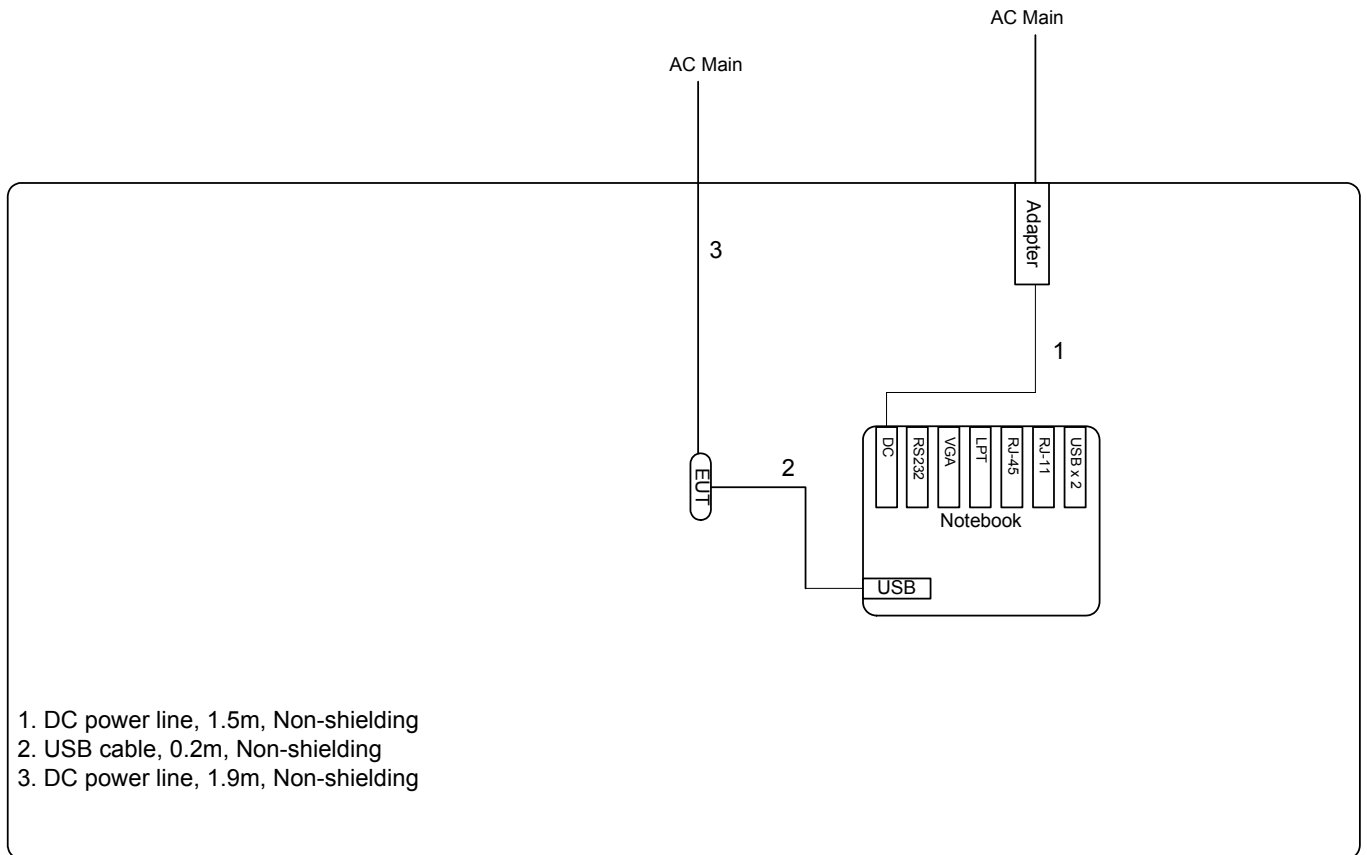 AC Main
AC Main
Adapter
3
1
DC
RS232
VGA
LPT
RJ-45
RJ-11
USB x 2
EUT
2
Notebook
USB
1. DC power line, 1.5m, Non-shielding
2. USB cable, 0.2m, Non-shielding
3. DC power line, 1.9m, Non-shielding